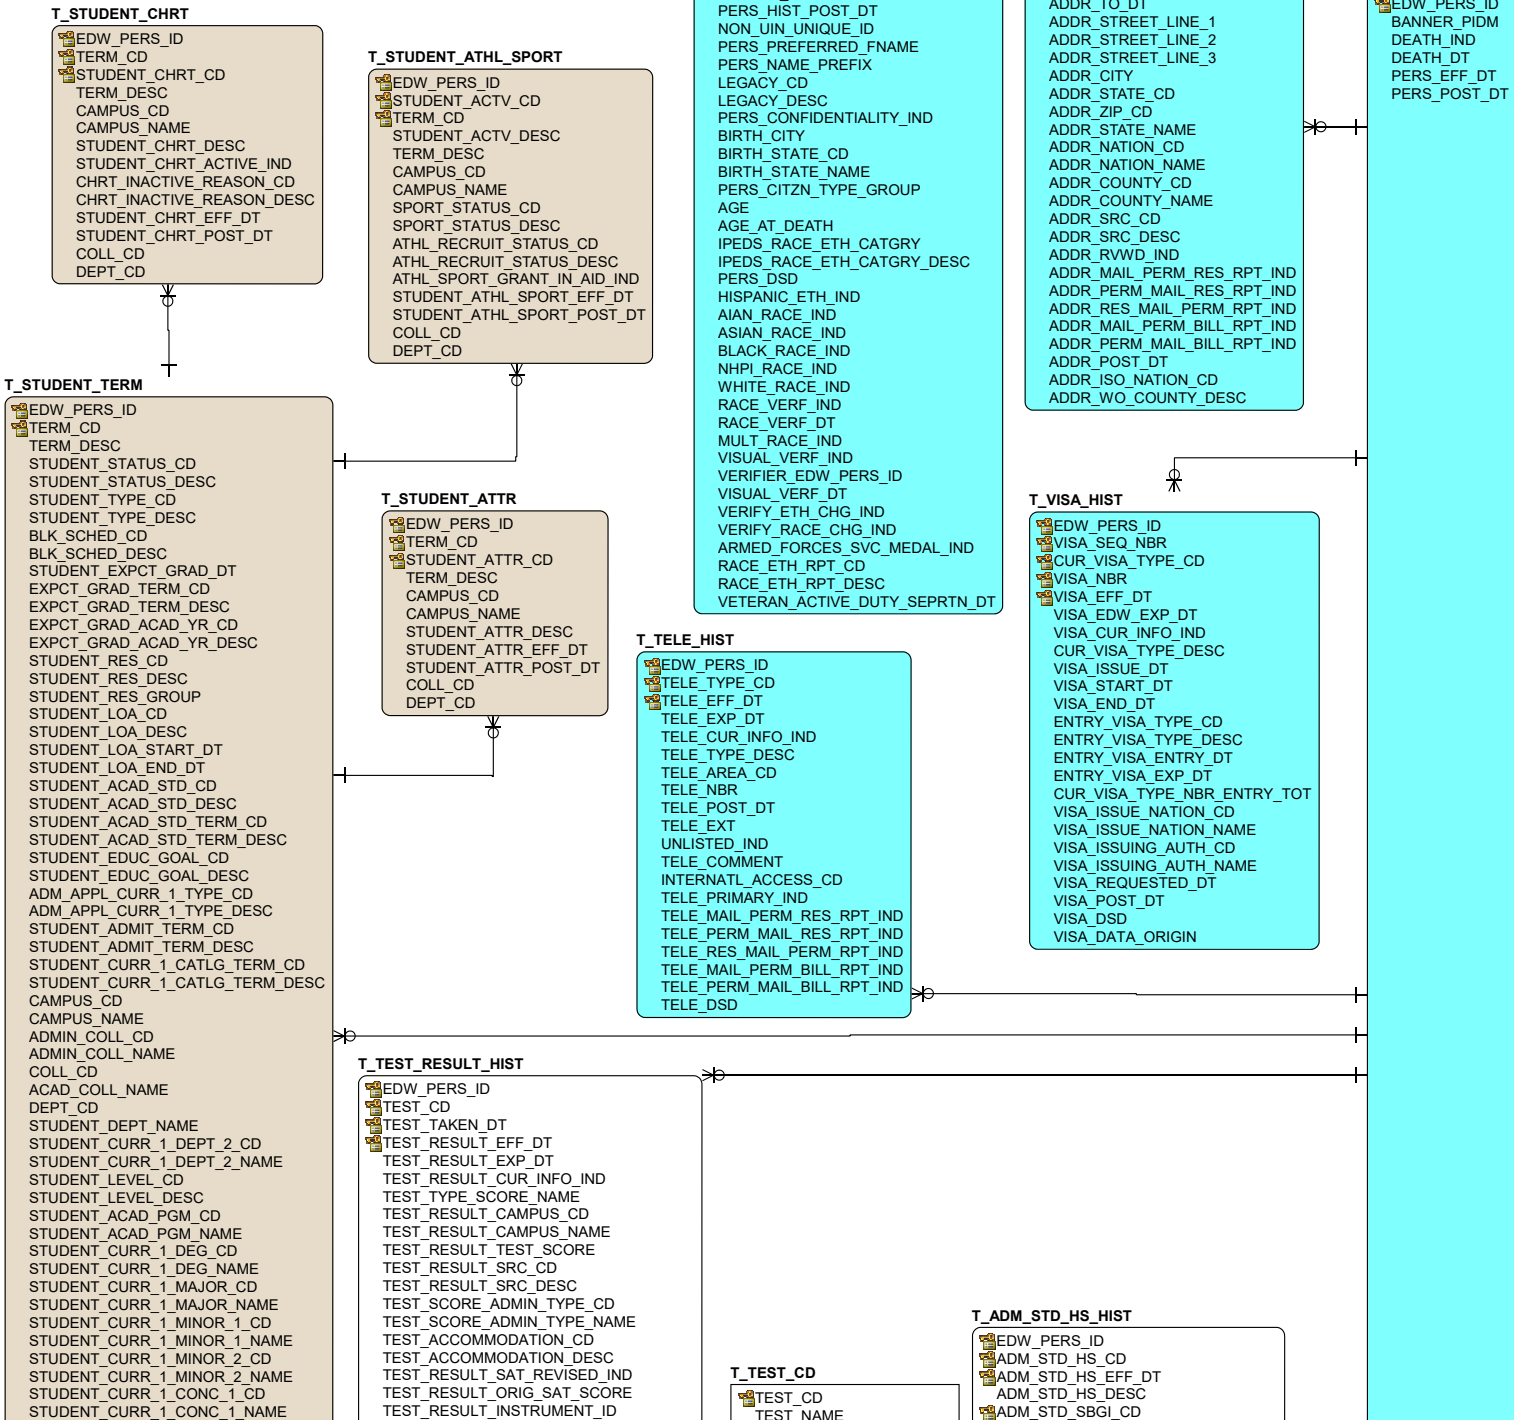 T_STUDENT_CHRT
EDW_PERS_ID
TERM_CD
STUDENT_CHRT_CD
TERM_DESC
CAMPUS_CD
CAMPUS_NAME
STUDENT_CHRT_DESC
STUDENT_CHRT_ACTIVE_IND
CHRT_INACTIVE_REASON_CD
CHRT_INACTIVE_REASON_DESC
STUDENT_CHRT_EFF_DT
STUDENT_CHRT_POST_DT
COLL_CD
DEPT_CD
T_STUDENT_ATHL_SPORT
EDW_PERS_ID
STUDENT_ACTV_CD
TERM_CD
STUDENT_ACTV_DESC
TERM_DESC
CAMPUS_CD
CAMPUS_NAME
SPORT_STATUS_CD
SPORT_STATUS_DESC
ATHL_RECRUIT_STATUS_CD
ATHL_RECRUIT_STATUS_DESC
ATHL_SPORT_GRANT_IN_AID_IND
STUDENT_ATHL_SPORT_EFF_DT
STUDENT_ATHL_SPORT_POST_DT
COLL_CD
DEPT_CD
PERS_HIST_POST_DT
NON_UIN_UNIQUE_ID
PERS_PREFERRED_FNAME
PERS_NAME_PREFIX
LEGACY_CD
LEGACY_DESC
PERS_CONFIDENTIALITY_IND
BIRTH_CITY
BIRTH_STATE_CD
BIRTH_STATE_NAME
PERS_CITZN_TYPE_GROUP
AGE
AGE_AT_DEATH
IPEDS_RACE_ETH_CATGRY
IPEDS_RACE_ETH_CATGRY_DESC
PERS_DSD
HISPANIC_ETH_IND
AIAN_RACE_IND
ASIAN_RACE_IND
BLACK_RACE_IND
NHPI_RACE_IND
WHITE_RACE_IND
RACE_VERF_IND
RACE_VERF_DT
MULT_RACE_IND
VISUAL_VERF_IND
VERIFIER_EDW_PERS_ID
VISUAL_VERF_DT
VERIFY_ETH_CHG_IND
VERIFY_RACE_CHG_IND
ARMED_FORCES_SVC_MEDAL_IND
RACE_ETH_RPT_CD
RACE_ETH_RPT_DESC
VETERAN_ACTIVE_DUTY_SEPRTN_DT
ADDR_TO_DT
ADDR_STREET_LINE_1
ADDR_STREET_LINE_2
ADDR_STREET_LINE_3
ADDR_CITY
ADDR_STATE_CD
ADDR_ZIP_CD
ADDR_STATE_NAME
ADDR_NATION_CD
ADDR_NATION_NAME
ADDR_COUNTY_CD
ADDR_COUNTY_NAME
ADDR_SRC_CD
ADDR_SRC_DESC
ADDR_RVWD_IND
ADDR_MAIL_PERM_RES_RPT_IND
ADDR_PERM_MAIL_RES_RPT_IND
ADDR_RES_MAIL_PERM_RPT_IND
ADDR_MAIL_PERM_BILL_RPT_IND
ADDR_PERM_MAIL_BILL_RPT_IND
ADDR_POST_DT
ADDR_ISO_NATION_CD
ADDR_WO_COUNTY_DESC
EDW_PERS_ID
BANNER_PIDM
DEATH_IND
DEATH_DT
PERS_EFF_DT
PERS_POST_DT
T_STUDENT_TERM
EDW_PERS_ID
TERM_CD
TERM_DESC
STUDENT_STATUS_CD
STUDENT_STATUS_DESC
STUDENT_TYPE_CD
STUDENT_TYPE_DESC
BLK_SCHED_CD
BLK_SCHED_DESC
STUDENT_EXPCT_GRAD_DT
EXPCT_GRAD_TERM_CD
EXPCT_GRAD_TERM_DESC
EXPCT_GRAD_ACAD_YR_CD
EXPCT_GRAD_ACAD_YR_DESC
STUDENT_RES_CD
STUDENT_RES_DESC
STUDENT_RES_GROUP
STUDENT_LOA_CD
STUDENT_LOA_DESC
STUDENT_LOA_START_DT
STUDENT_LOA_END_DT
STUDENT_ACAD_STD_CD
STUDENT_ACAD_STD_DESC
STUDENT_ACAD_STD_TERM_CD
STUDENT_ACAD_STD_TERM_DESC
STUDENT_EDUC_GOAL_CD
STUDENT_EDUC_GOAL_DESC
ADM_APPL_CURR_1_TYPE_CD
ADM_APPL_CURR_1_TYPE_DESC
STUDENT_ADMIT_TERM_CD
STUDENT_ADMIT_TERM_DESC
STUDENT_CURR_1_CATLG_TERM_CD
STUDENT_CURR_1_CATLG_TERM_DESC
CAMPUS_CD
CAMPUS_NAME
ADMIN_COLL_CD
ADMIN_COLL_NAME
COLL_CD
ACAD_COLL_NAME
DEPT_CD
STUDENT_DEPT_NAME
STUDENT_CURR_1_DEPT_2_CD
STUDENT_CURR_1_DEPT_2_NAME
STUDENT_LEVEL_CD
STUDENT_LEVEL_DESC
STUDENT_ACAD_PGM_CD
STUDENT_ACAD_PGM_NAME
STUDENT_CURR_1_DEG_CD
STUDENT_CURR_1_DEG_NAME
STUDENT_CURR_1_MAJOR_CD
STUDENT_CURR_1_MAJOR_NAME
STUDENT_CURR_1_MINOR_1_CD
STUDENT_CURR_1_MINOR_1_NAME
STUDENT_CURR_1_MINOR_2_CD
STUDENT_CURR_1_MINOR_2_NAME
STUDENT_CURR_1_CONC_1_CD
STUDENT_CURR_1_CONC_1_NAME
T_STUDENT_ATTR
EDW_PERS_ID
TERM_CD
STUDENT_ATTR_CD
TERM_DESC
CAMPUS_CD
CAMPUS_NAME
STUDENT_ATTR_DESC
STUDENT_ATTR_EFF_DT
STUDENT_ATTR_POST_DT
COLL_CD
DEPT_CD
T_TELE_HIST
EDW_PERS_ID
TELE_TYPE_CD
TELE_EFF_DT
TELE_EXP_DT
TELE_CUR_INFO_IND
TELE_TYPE_DESC
TELE_AREA_CD
TELE_NBR
TELE_POST_DT
TELE_EXT
UNLISTED_IND
TELE_COMMENT
INTERNATL_ACCESS_CD
TELE_PRIMARY_IND
TELE_MAIL_PERM_RES_RPT_IND
TELE_PERM_MAIL_RES_RPT_IND
TELE_RES_MAIL_PERM_RPT_IND
TELE_MAIL_PERM_BILL_RPT_IND
TELE_PERM_MAIL_BILL_RPT_IND
TELE_DSD
T_VISA_HIST
EDW_PERS_ID
VISA_SEQ_NBR
CUR_VISA_TYPE_CD
VISA_NBR
VISA_EFF_DT
VISA_EDW_EXP_DT
VISA_CUR_INFO_IND
CUR_VISA_TYPE_DESC
VISA_ISSUE_DT
VISA_START_DT
VISA_END_DT
ENTRY_VISA_TYPE_CD
ENTRY_VISA_TYPE_DESC
ENTRY_VISA_ENTRY_DT
ENTRY_VISA_EXP_DT
CUR_VISA_TYPE_NBR_ENTRY_TOT
VISA_ISSUE_NATION_CD
VISA_ISSUE_NATION_NAME
VISA_ISSUING_AUTH_CD
VISA_ISSUING_AUTH_NAME
VISA_REQUESTED_DT
VISA_POST_DT
VISA_DSD
VISA_DATA_ORIGIN
T_TEST_RESULT_HIST
EDW_PERS_ID
TEST_CD
TEST_TAKEN_DT
TEST_RESULT_EFF_DT
TEST_RESULT_EXP_DT
TEST_RESULT_CUR_INFO_IND
TEST_TYPE_SCORE_NAME
TEST_RESULT_CAMPUS_CD
TEST_RESULT_CAMPUS_NAME
TEST_RESULT_TEST_SCORE
TEST_RESULT_SRC_CD
TEST_RESULT_SRC_DESC
TEST_SCORE_ADMIN_TYPE_CD
TEST_SCORE_ADMIN_TYPE_NAME
TEST_ACCOMMODATION_CD
TEST_ACCOMMODATION_DESC
TEST_RESULT_SAT_REVISED_IND
TEST_RESULT_ORIG_SAT_SCORE
TEST_RESULT_INSTRUMENT_ID
T_TEST_CD
TEST_CD
TEST_NAME
T_ADM_STD_HS_HIST
EDW_PERS_ID
ADM_STD_HS_CD
ADM_STD_HS_EFF_DT
ADM_STD_HS_DESC
ADM_STD_SBGI_CD